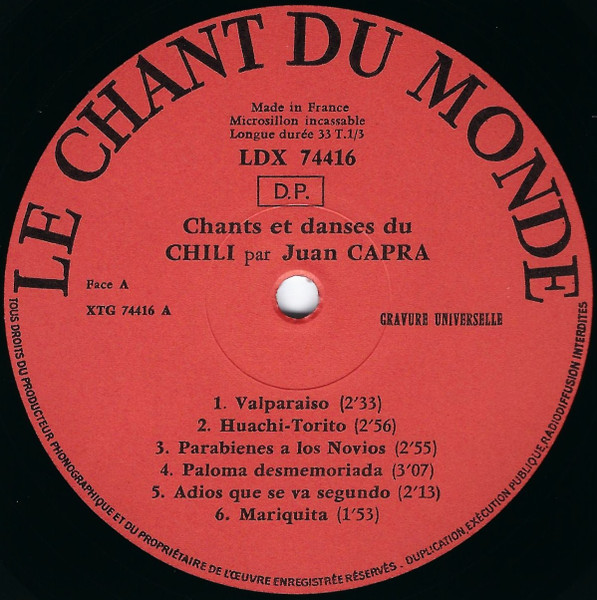 LE CHANT DU MONDE
Made in France
Microsillon incassable
Longue durée 33 T.1/3
LDX 74416
D.P.
Chants et danses du
CHILI par Juan CAPRA
Face A
XTG 74416 A
GRAVURE UNIVERSELLE
1. Valparaiso (2'33)
2. Huachi-Torito (2'56)
3. Parabienes a los Novios (2'55)
4. Paloma desmemoriada (3'07)
5. Adios que se va segundo (2'13)
6. Mariquita (1'53)
TOUS DROITS DU PRODUCTEUR PHONOGRAPHIQUE ET DU PROPRIÉTAIRE DE L'ŒUVRE ENREGISTRÉE RÉSERVÉS . DUPLICATION, EXÉCUTION PUBLIQUE, RADIODIFFUSION INTERDITES